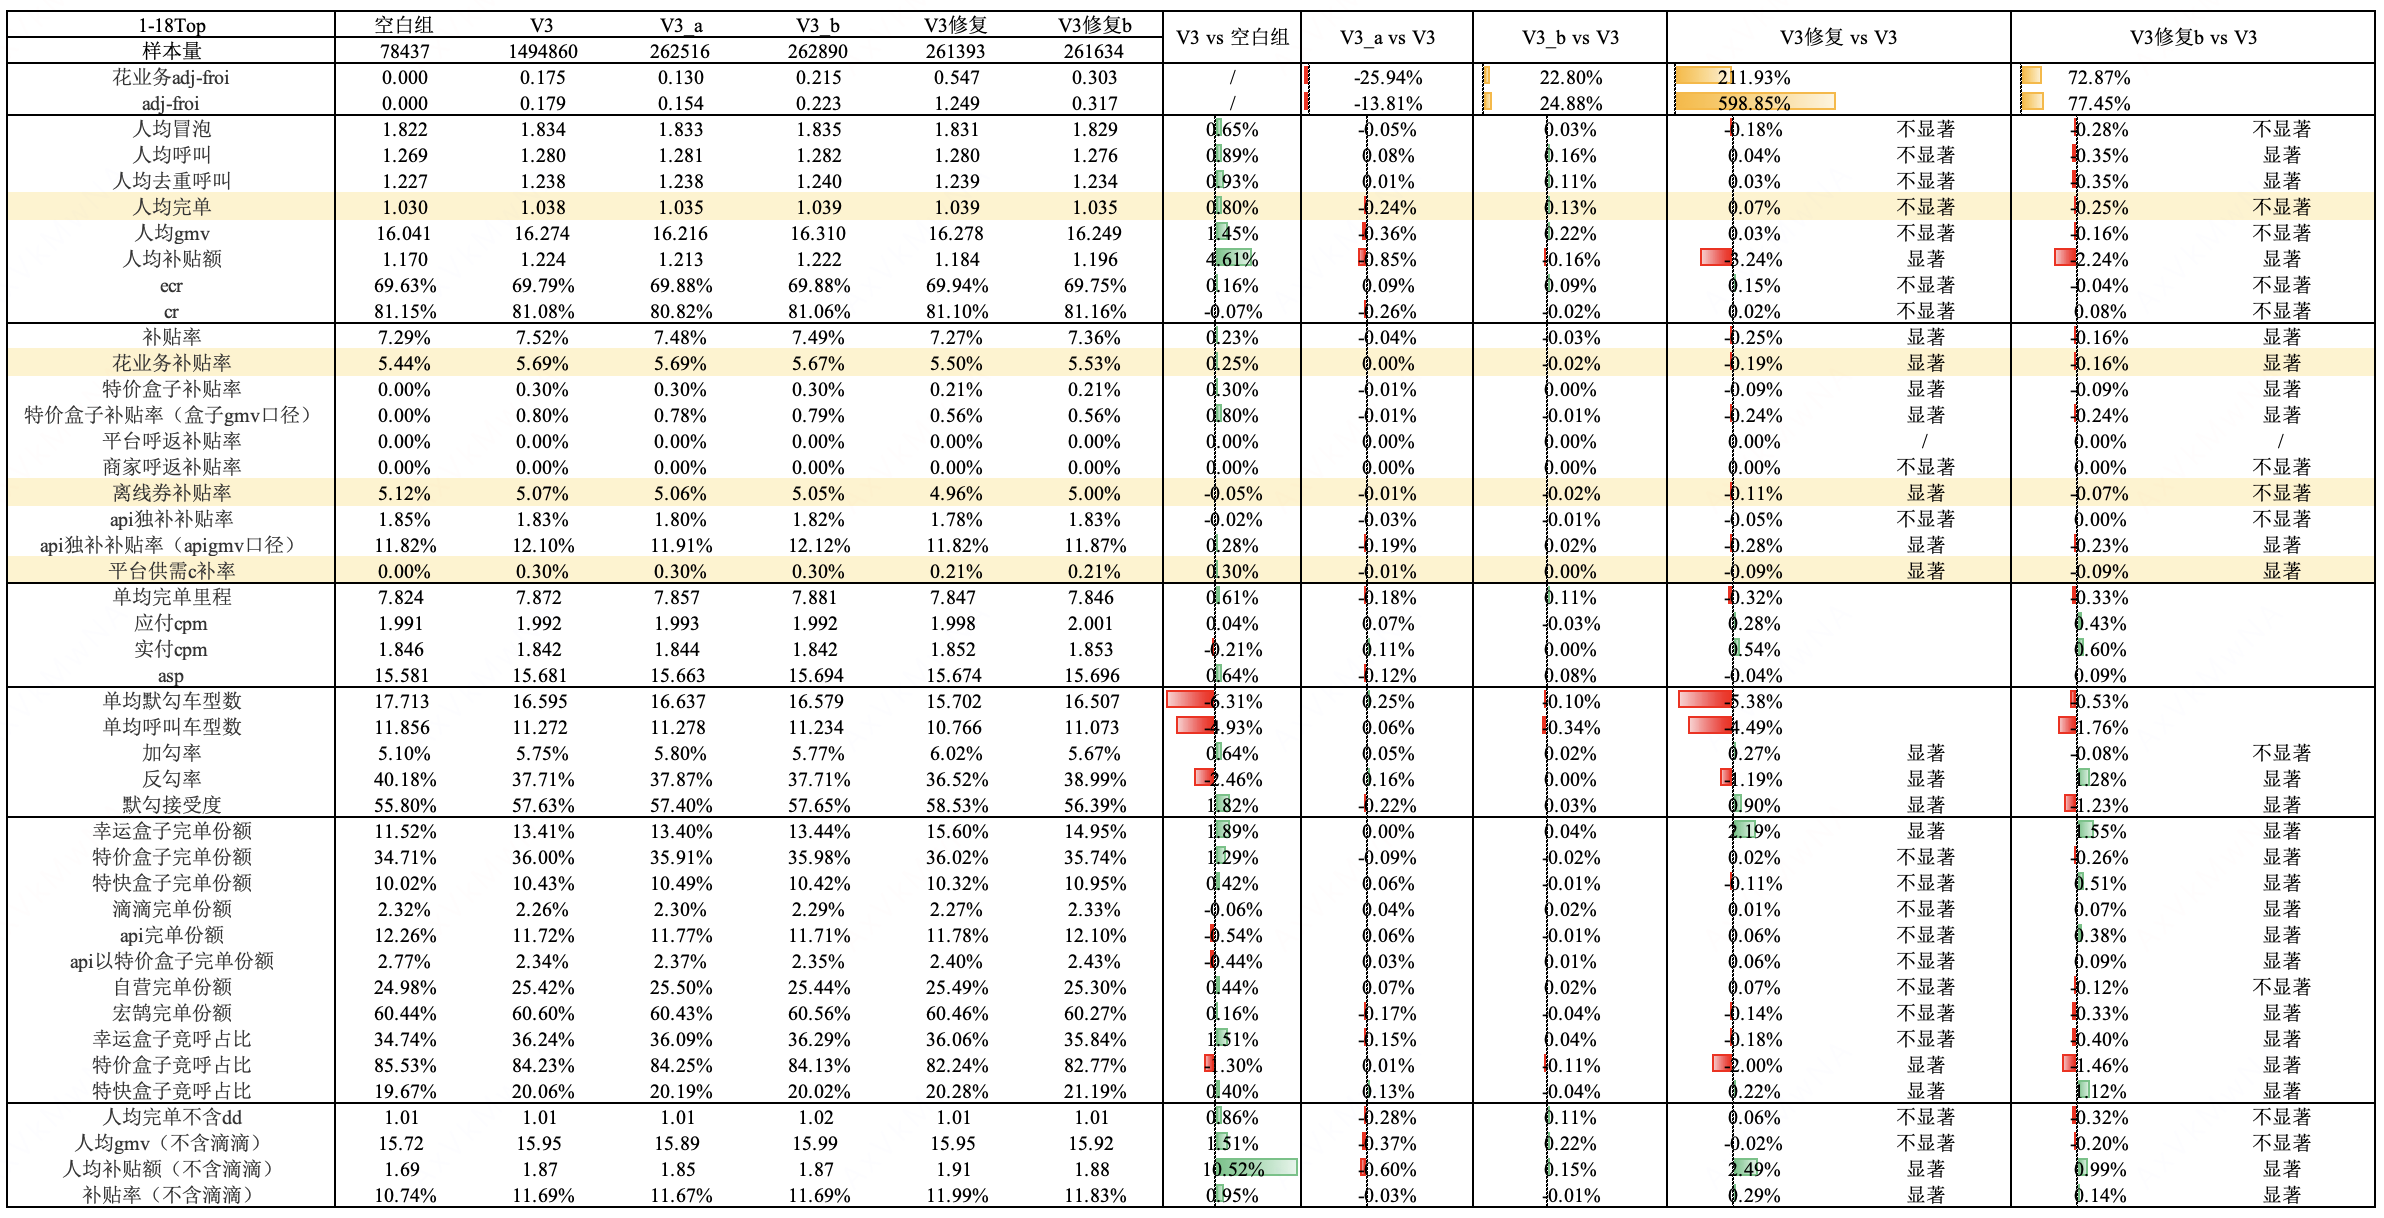 1-18Top 空白组 V3 V3_a V3_b V3修复 V3修复b V3 vs 空白组 V3_a vs V3 V3_b vs V3 V3修复 vs V3 V3修复b vs V3
样本量 78437 1494860 262516 262890 261393 261634
花业务adj-froi 0.000 0.175 0.130 0.215 0.547 0.303 / -25.94% 22.80% 211.93% 72.87%
adj-froi 0.000 0.179 0.154 0.223 1.249 0.317 / -13.81% 24.88% 598.85% 77.45%
人均冒泡 1.822 1.834 1.833 1.835 1.831 1.829 0.65% -0.05% 0.03% -0.18% 不显著 -0.28% 不显著
人均呼叫 1.269 1.280 1.281 1.282 1.280 1.276 0.89% 0.08% 0.16% 0.04% 不显著 -0.35% 显著
人均去重呼叫 1.227 1.238 1.238 1.240 1.239 1.234 0.93% 0.01% 0.11% 0.03% 不显著 -0.35% 显著
人均完单 1.030 1.038 1.035 1.039 1.039 1.035 0.80% -0.24% 0.13% 0.07% 不显著 -0.25% 不显著
人均gmv 16.041 16.274 16.216 16.310 16.278 16.249 1.45% -0.36% 0.22% 0.03% 不显著 -0.16% 不显著
人均补贴额 1.170 1.224 1.213 1.222 1.184 1.196 4.61% -0.85% -0.16% -3.24% 显著 -2.24% 显著
ecr 69.63% 69.79% 69.88% 69.88% 69.94% 69.75% 0.16% 0.09% 0.09% 0.15% 不显著 -0.04% 不显著
cr 81.15% 81.08% 80.82% 81.06% 81.10% 81.16% -0.07% -0.26% -0.02% 0.02% 不显著 0.08% 不显著
补贴率 7.29% 7.52% 7.48% 7.49% 7.27% 7.36% 0.23% -0.04% -0.03% -0.25% 显著 -0.16% 显著
花业务补贴率 5.44% 5.69% 5.69% 5.67% 5.50% 5.53% 0.25% 0.00% -0.02% -0.19% 显著 -0.16% 显著
特价盒子补贴率 0.00% 0.30% 0.30% 0.30% 0.21% 0.21% 0.30% -0.01% 0.00% -0.09% 显著 -0.09% 显著
特价盒子补贴率（盒子gmv口径） 0.00% 0.80% 0.78% 0.79% 0.56% 0.56% 0.80% -0.01% -0.01% -0.24% 显著 -0.24% 显著
平台呼返补贴率 0.00% 0.00% 0.00% 0.00% 0.00% 0.00% 0.00% 0.00% 0.00% 0.00% / 0.00% /
商家呼返补贴率 0.00% 0.00% 0.00% 0.00% 0.00% 0.00% 0.00% 0.00% 0.00% 0.00% 不显著 0.00% 不显著
离线券补贴率 5.12% 5.07% 5.06% 5.05% 4.96% 5.00% -0.05% -0.01% -0.02% -0.11% 显著 -0.07% 不显著
api独补补贴率 1.85% 1.83% 1.80% 1.82% 1.78% 1.83% -0.02% -0.03% -0.01% -0.05% 不显著 0.00% 不显著
api独补补贴率（apigmv口径） 11.82% 12.10% 11.91% 12.12% 11.82% 11.87% 0.28% -0.19% 0.02% -0.28% 显著 -0.23% 显著
平台供需c补率 0.00% 0.30% 0.30% 0.30% 0.21% 0.21% 0.30% -0.01% 0.00% -0.09% 显著 -0.09% 显著
单均完单里程 7.824 7.872 7.857 7.881 7.847 7.846 0.61% -0.18% 0.11% -0.32% -0.33%
应付cpm 1.991 1.992 1.993 1.992 1.998 2.001 0.04% 0.07% -0.03% 0.28% 0.43%
实付cpm 1.846 1.842 1.844 1.842 1.852 1.853 -0.21% 0.11% 0.00% 0.54% 0.60%
asp 15.581 15.681 15.663 15.694 15.674 15.696 0.64% -0.12% 0.08% -0.04% 0.09%
单均默勾车型数 17.713 16.595 16.637 16.579 15.702 16.507 -6.31% 0.25% -0.10% -5.38% -0.53%
单均呼叫车型数 11.856 11.272 11.278 11.234 10.766 11.073 -4.93% 0.06% -0.34% -4.49% -1.76%
加勾率 5.10% 5.75% 5.80% 5.77% 6.02% 5.67% 0.64% 0.05% 0.02% 0.27% 显著 -0.08% 不显著
反勾率 40.18% 37.71% 37.87% 37.71% 36.52% 38.99% -2.46% 0.16% 0.00% -1.19% 显著 1.28% 显著
默勾接受度 55.80% 57.63% 57.40% 57.65% 58.53% 56.39% 1.82% -0.22% 0.03% 0.90% 显著 -1.23% 显著
幸运盒子完单份额 11.52% 13.41% 13.40% 13.44% 15.60% 14.95% 1.89% 0.00% 0.04% 2.19% 显著 1.55% 显著
特价盒子完单份额 34.71% 36.00% 35.91% 35.98% 36.02% 35.74% 1.29% -0.09% -0.02% 0.02% 不显著 -0.26% 显著
特快盒子完单份额 10.02% 10.43% 10.49% 10.42% 10.32% 10.95% 0.42% 0.06% -0.01% -0.11% 不显著 0.51% 显著
滴滴完单份额 2.32% 2.26% 2.30% 2.29% 2.27% 2.33% -0.06% 0.04% 0.02% 0.01% 不显著 0.07% 显著
api完单份额 12.26% 11.72% 11.77% 11.71% 11.78% 12.10% -0.54% 0.06% -0.01% 0.06% 不显著 0.38% 显著
api以特价盒子完单份额 2.77% 2.34% 2.37% 2.35% 2.40% 2.43% -0.44% 0.03% 0.01% 0.06% 不显著 0.09% 显著
自营完单份额 24.98% 25.42% 25.50% 25.44% 25.49% 25.30% 0.44% 0.07% 0.02% 0.07% 不显著 -0.12% 不显著
宏鹄完单份额 60.44% 60.60% 60.43% 60.56% 60.46% 60.27% 0.16% -0.17% -0.04% -0.14% 不显著 -0.33% 显著
幸运盒子竞呼占比 34.74% 36.24% 36.09% 36.29% 36.06% 35.84% 1.51% -0.15% 0.04% -0.18% 不显著 -0.40% 显著
特价盒子竞呼占比 85.53% 84.23% 84.25% 84.13% 82.24% 82.77% -1.30% 0.01% -0.11% -2.00% 显著 -1.46% 显著
特快盒子竞呼占比 19.67% 20.06% 20.19% 20.02% 20.28% 21.19% 0.40% 0.13% -0.04% 0.22% 显著 1.12% 显著
人均完单不含dd 1.01 1.01 1.01 1.02 1.01 1.01 0.86% -0.28% 0.11% 0.06% 不显著 -0.32% 不显著
人均gmv（不含滴滴） 15.72 15.95 15.89 15.99 15.95 15.92 1.51% -0.37% 0.22% -0.02% 不显著 -0.20% 不显著
人均补贴额（不含滴滴） 1.69 1.87 1.85 1.87 1.91 1.88 10.52% -0.60% 0.15% 2.49% 显著 0.99% 显著
补贴率（不含滴滴） 10.74% 11.69% 11.67% 11.69% 11.99% 11.83% 0.95% -0.03% -0.01% 0.29% 显著 0.14% 显著